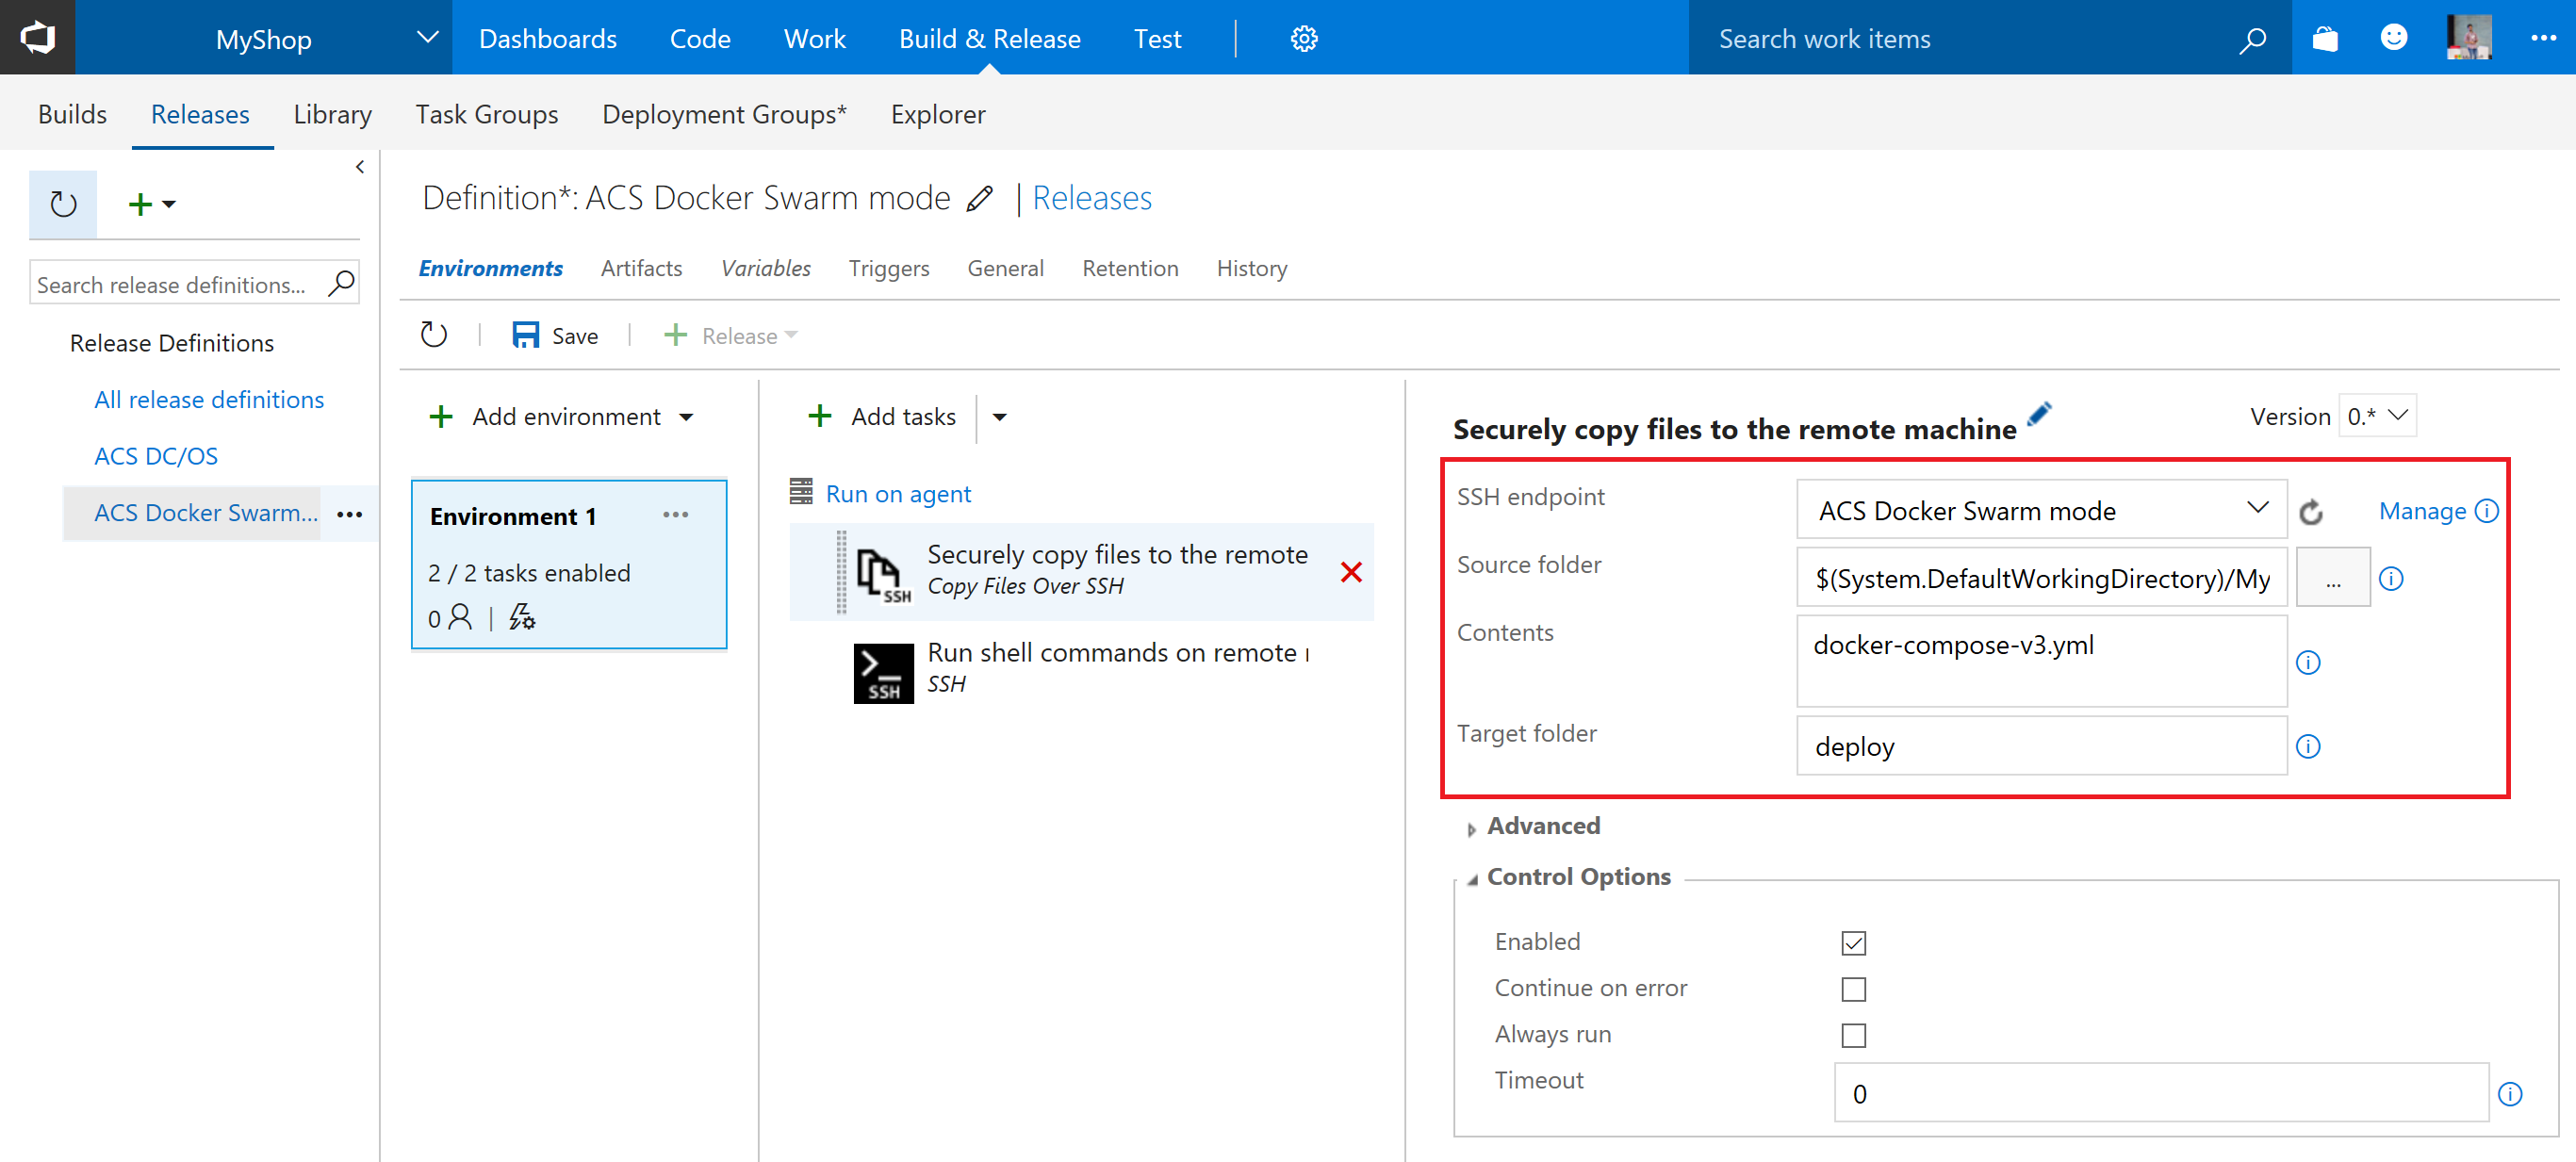 MyShop
Dashboards
Code
Work
Build & Release
Test
Search work items
Builds
Releases
Library
Task Groups
Deployment Groups*
Explorer
Search release definitions...
Release Definitions
All release definitions
ACS DC/OS
ACS Docker Swarm...
Definition*: ACS Docker Swarm mode | Releases
Environments
Artifacts
Variables
Triggers
General
Retention
History
Save
Release
Add environment
Environment 1
2 / 2 tasks enabled
0
Add tasks
Run on agent
Securely copy files to the remote
Copy Files Over SSH
SSH
Run shell commands on remote
SSH
SSH
Securely copy files to the remote machine
Version 0.*
SSH endpoint
ACS Docker Swarm mode
Manage
Source folder
$(System.DefaultWorkingDirectory)/My
...
Contents
docker-compose-v3.yml
Target folder
deploy
Advanced
Control Options
Enabled
Continue on error
Always run
Timeout
0